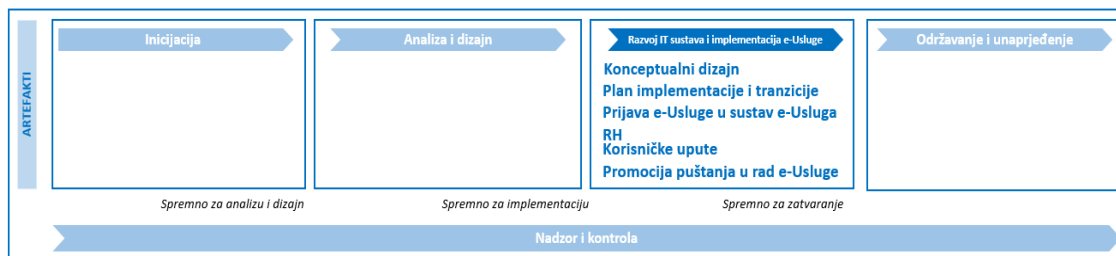 ARTEFAKTI
Inicijacija
Analiza i dizajn
Razvoj IT sustava i implementacija e-Usluge
Održavanje i unaprjeđenje
Konceptualni dizajn
Plan implementacije i tranzicije
Prijava e-Usluge u sustav e-Usluga
RH
Korisničke upute
Promocija puštanja u rad e-Usluge
Spremno za analizu i dizajn
Spremno za implementaciju
Spremno za zatvaranje
Nadzor i kontrola